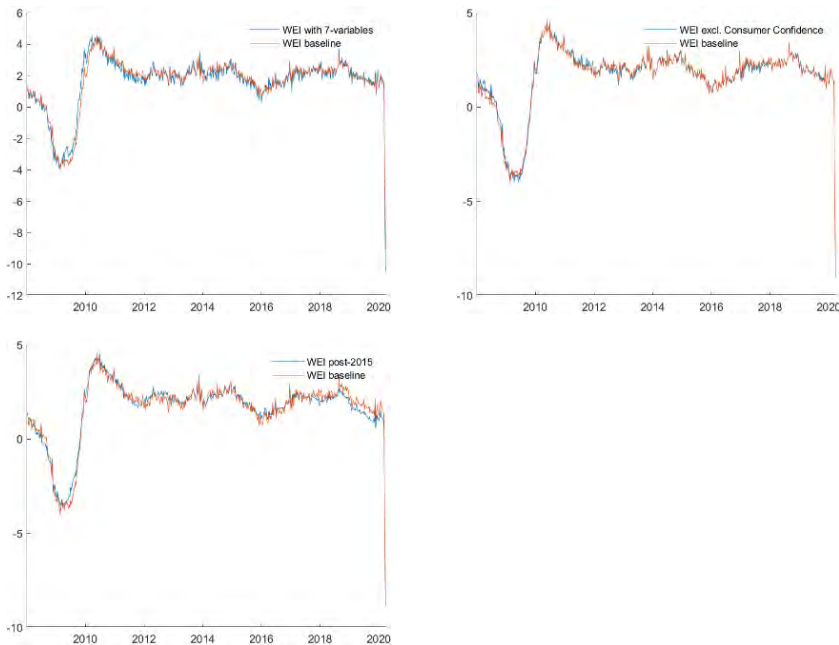 6
WEI with 7-variables
WEI baseline
4
2
0
-2
-4
-6
-8
-10
-12
2010 2012 2014 2016 2018 2020
5
WEI excl. Consumer Confidence
WEI baseline
0
-5
-10
2010 2012 2014 2016 2018 2020
5
WEI post-2015
WEI baseline
0
-5
-10
2010 2012 2014 2016 2018 2020